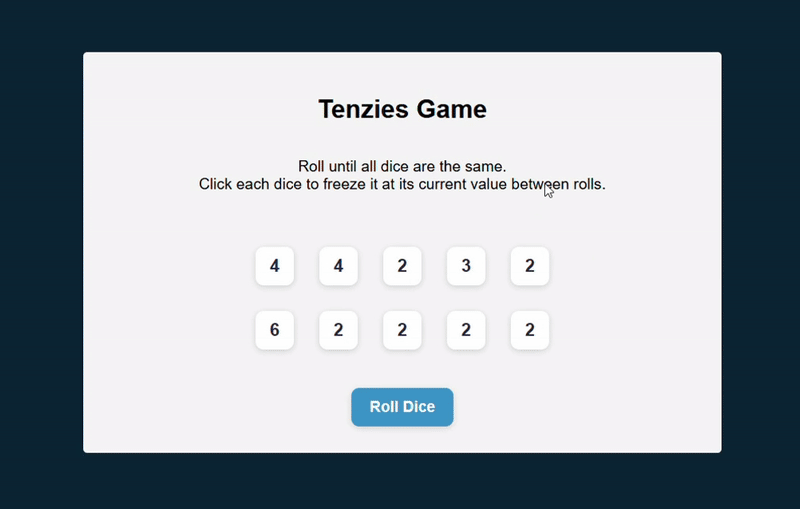 Tenzies Game
Roll until all dice are the same.
Click each dice to freeze it at its current value between rolls.
4 4 2 3 2
6 2 2 2 2
Roll Dice